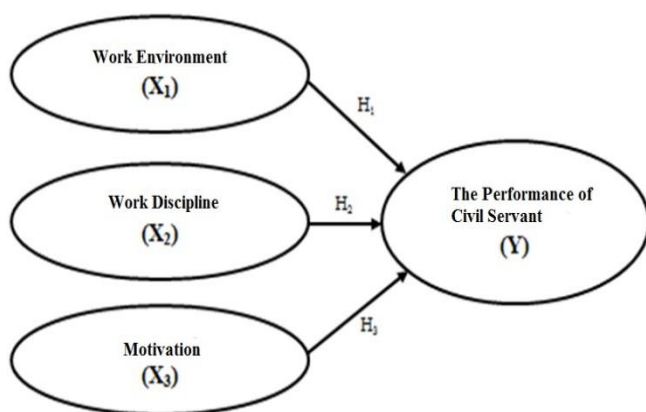 Work Environment
(X₁)
H₁
Work Discipline
(X₂)
H₂
The Performance of
Civil Servant
(Y)
Motivation
(X₃)
H₃